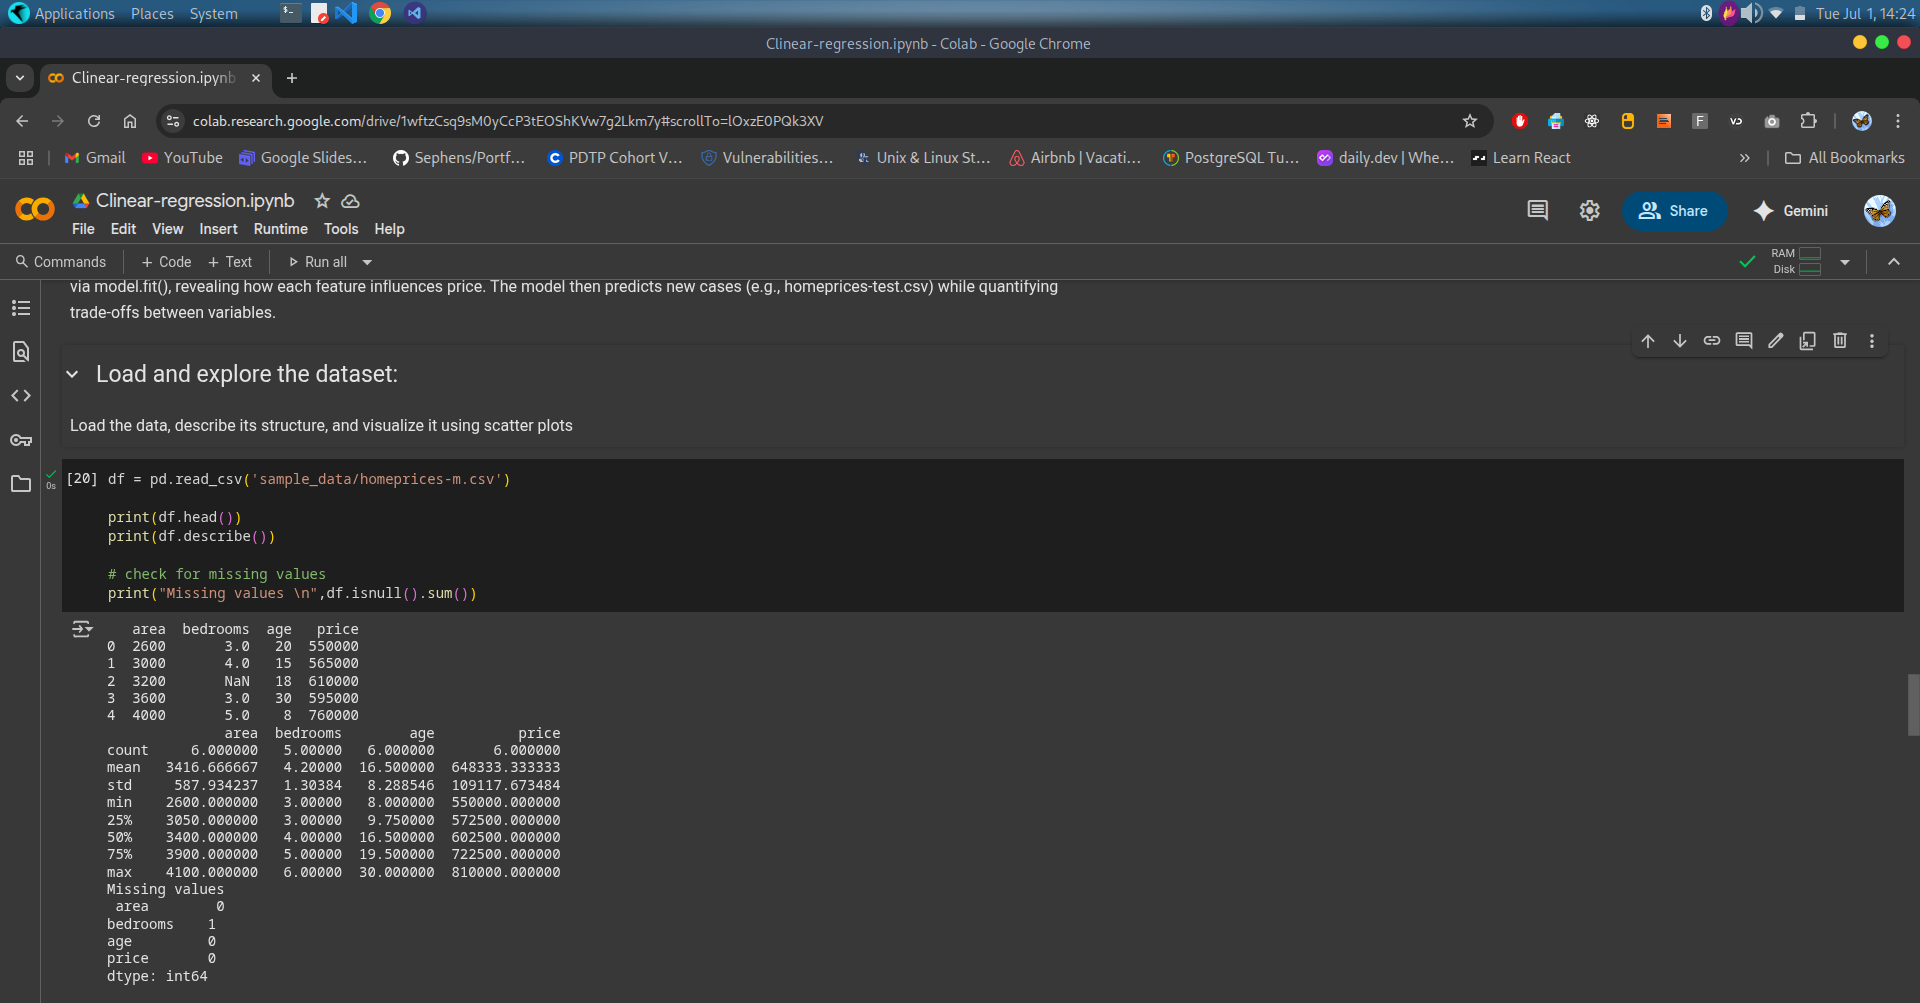 Applications Places System Tue Jul 1, 14:24
Clinear-regression.ipynb - Colab - Google Chrome
Clinear-regression.ipynb
colab.research.google.com/drive/1wftzCsq9sM0yCcP3tEOShKVw7g2Lkm7y#scrollTo=lOxzE0PQk3XV
Gmail YouTube Google Slides... Sephens/Portf... PDTP Cohort V... Vulnerabilities... Unix & Linux St... Airbnb | Vacati... PostgreSQL Tu... daily.dev | Whe... Learn React » All Bookmarks
Clinear-regression.ipynb
Share Gemini
File Edit View Insert Runtime Tools Help
Commands + Code + Text Run all RAM Disk
via model.fit(), revealing how each feature influences price. The model then predicts new cases (e.g., homeprices-test.csv) while quantifying
trade-offs between variables.
Load and explore the dataset:
Load the data, describe its structure, and visualize it using scatter plots
0s [20] df = pd.read_csv('sample_data/homeprices-m.csv')
print(df.head())
print(df.describe())
# check for missing values
print("Missing values \n",df.isnull().sum())
area bedrooms age price
0 2600 3.0 20 550000
1 3000 4.0 15 565000
2 3200 NaN 18 610000
3 3600 3.0 30 595000
4 4000 5.0 8 760000
area bedrooms age price
count 6.000000 5.00000 6.000000 6.000000
mean 3416.666667 4.20000 16.500000 648333.333333
std 587.934237 1.30384 8.288546 109117.673484
min 2600.000000 3.00000 8.000000 550000.000000
25% 3050.000000 3.00000 9.750000 572500.000000
50% 3400.000000 4.00000 16.500000 602500.000000
75% 3900.000000 5.00000 19.500000 722500.000000
max 4100.000000 6.00000 30.000000 810000.000000
Missing values
area 0
bedrooms 1
age 0
price 0
dtype: int64